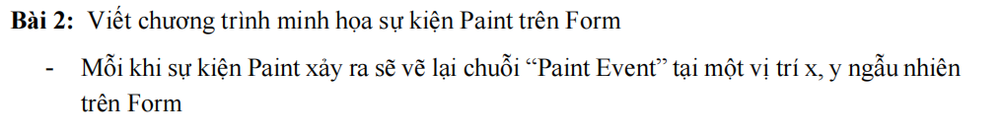 Bài 2: Viết chương trình minh họa sự kiện Paint trên Form
- Mỗi khi sự kiện Paint xảy ra sẽ vẽ lại chuỗi “Paint Event” tại một vị trí x, y ngẫu nhiên
trên Form